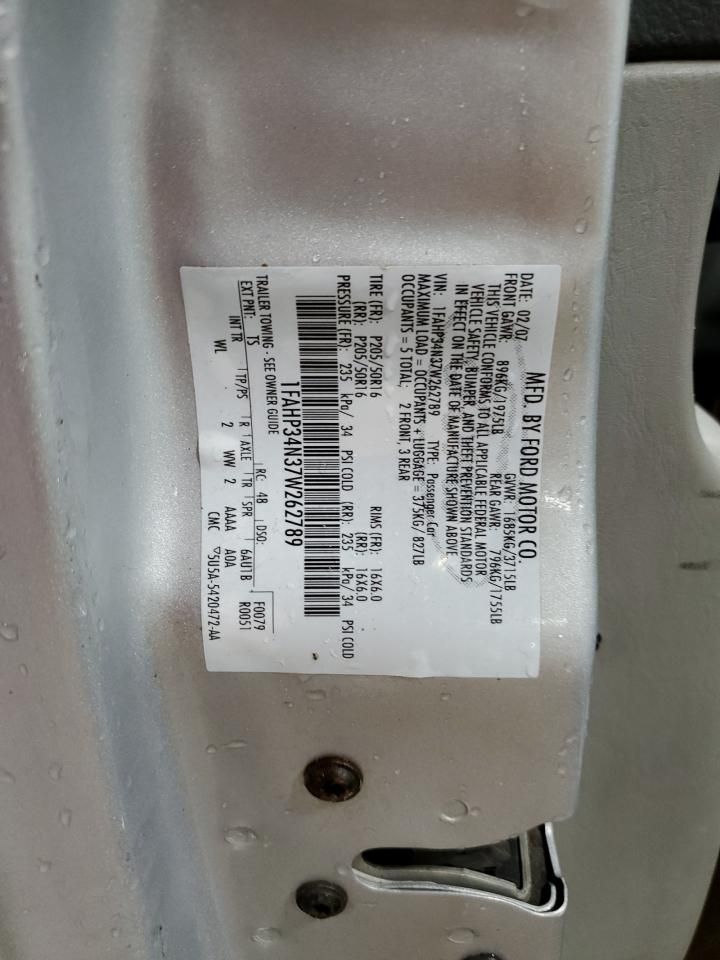 MFD. BY FORD MOTOR CO.
DATE: 02/07 GVWR: 1685KG/3715LB
FRONT GAWR: 896KG/1975LB REAR GAWR: 796KG/1755LB
THIS VEHICLE CONFORMS TO ALL APPLICABLE FEDERAL MOTOR
VEHICLE SAFETY, BUMPER, AND THEFT PREVENTION STANDARDS
IN EFFECT ON THE DATE OF MANUFACTURE SHOWN ABOVE
VIN: 1FAHP34N37W262789 TYPE: Passenger Car
MAXIMUM LOAD = OCCUPANTS + LUGGAGE = 375KG/ 827LB
OCCUPANTS = 5 TOTAL: 2 FRONT, 3 REAR
TIRE (FR): P205/50R16 RIMS (FR): 16X6.0
(RR): P205/50R16 (RR): 16X6.0
PRESSURE (FR): 235 kPa/ 34 PSI COLD (RR): 235 kPa/ 34 PSI COLD
1FAHP34N37W262789
TRAILER TOWING - SEE OWNER GUIDE
RC: 48 DSO: F0079
EXT PNT: TS R0051
INT TR TP/PS R AXLE TR SPR 6AU1B
WL 2 WW 2 AAAA AOA
CMC ▽5U5A-5420472-AA